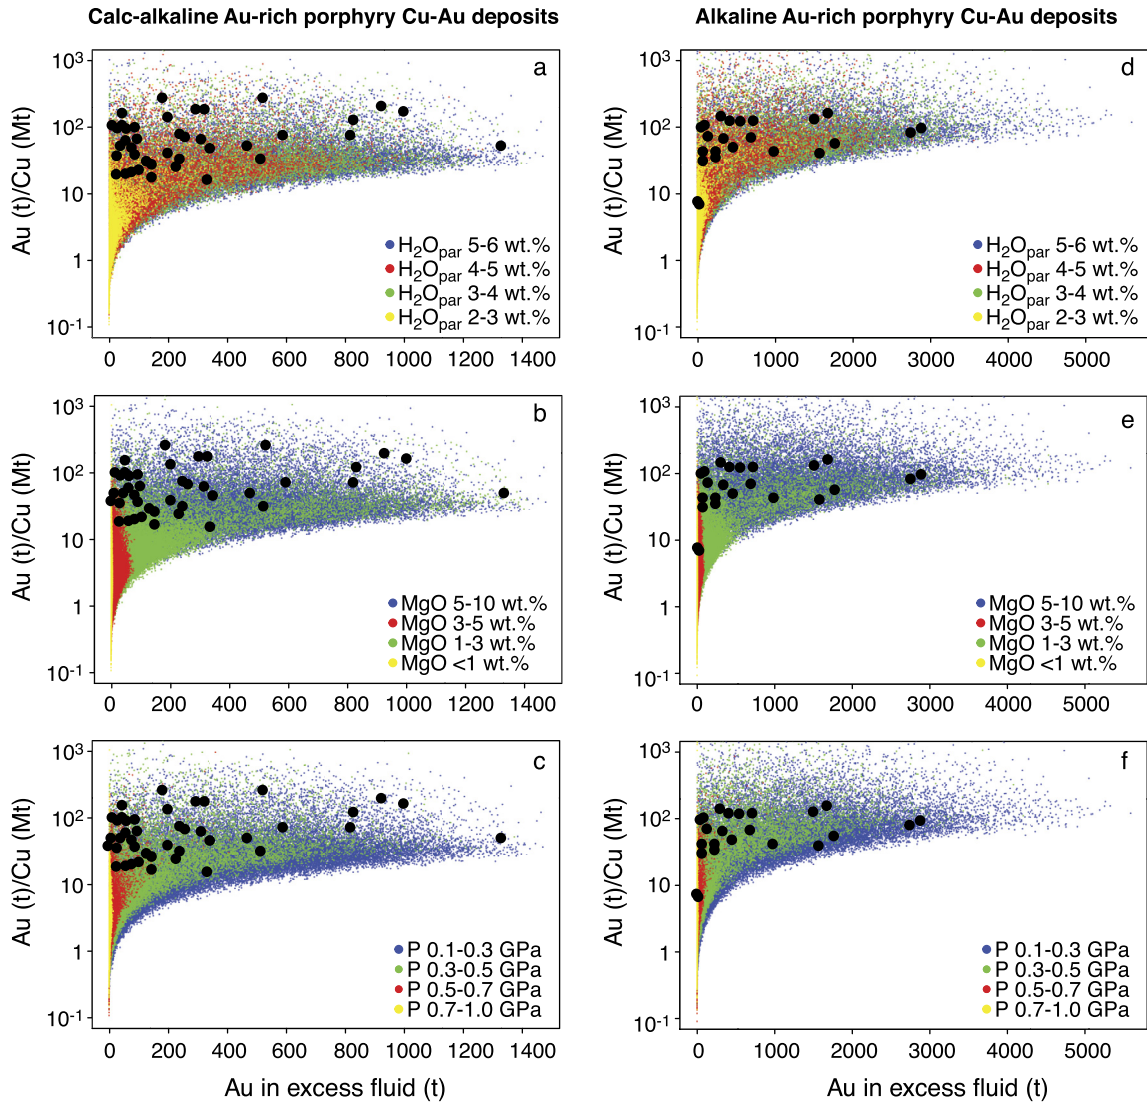 Calc-alkaline Au-rich porphyry Cu-Au deposits
Alkaline Au-rich porphyry Cu-Au deposits
a
Au (t)/Cu (Mt)
10³
10²
10
1
10⁻¹
H₂Oₚₐᵣ 5-6 wt.%
H₂Oₚₐᵣ 4-5 wt.%
H₂Oₚₐᵣ 3-4 wt.%
H₂Oₚₐᵣ 2-3 wt.%
0 200 400 600 800 1000 1200 1400
d
Au (t)/Cu (Mt)
10³
10²
10
1
10⁻¹
H₂Oₚₐᵣ 5-6 wt.%
H₂Oₚₐᵣ 4-5 wt.%
H₂Oₚₐᵣ 3-4 wt.%
H₂Oₚₐᵣ 2-3 wt.%
0 1000 2000 3000 4000 5000
b
Au (t)/Cu (Mt)
10³
10²
10
1
10⁻¹
MgO 5-10 wt.%
MgO 3-5 wt.%
MgO 1-3 wt.%
MgO <1 wt.%
0 200 400 600 800 1000 1200 1400
e
Au (t)/Cu (Mt)
10³
10²
10
1
10⁻¹
MgO 5-10 wt.%
MgO 3-5 wt.%
MgO 1-3 wt.%
MgO <1 wt.%
0 1000 2000 3000 4000 5000
c
Au (t)/Cu (Mt)
10³
10²
10
1
10⁻¹
P 0.1-0.3 GPa
P 0.3-0.5 GPa
P 0.5-0.7 GPa
P 0.7-1.0 GPa
0 200 400 600 800 1000 1200 1400
Au in excess fluid (t)
f
Au (t)/Cu (Mt)
10³
10²
10
1
10⁻¹
P 0.1-0.3 GPa
P 0.3-0.5 GPa
P 0.5-0.7 GPa
P 0.7-1.0 GPa
0 1000 2000 3000 4000 5000
Au in excess fluid (t)